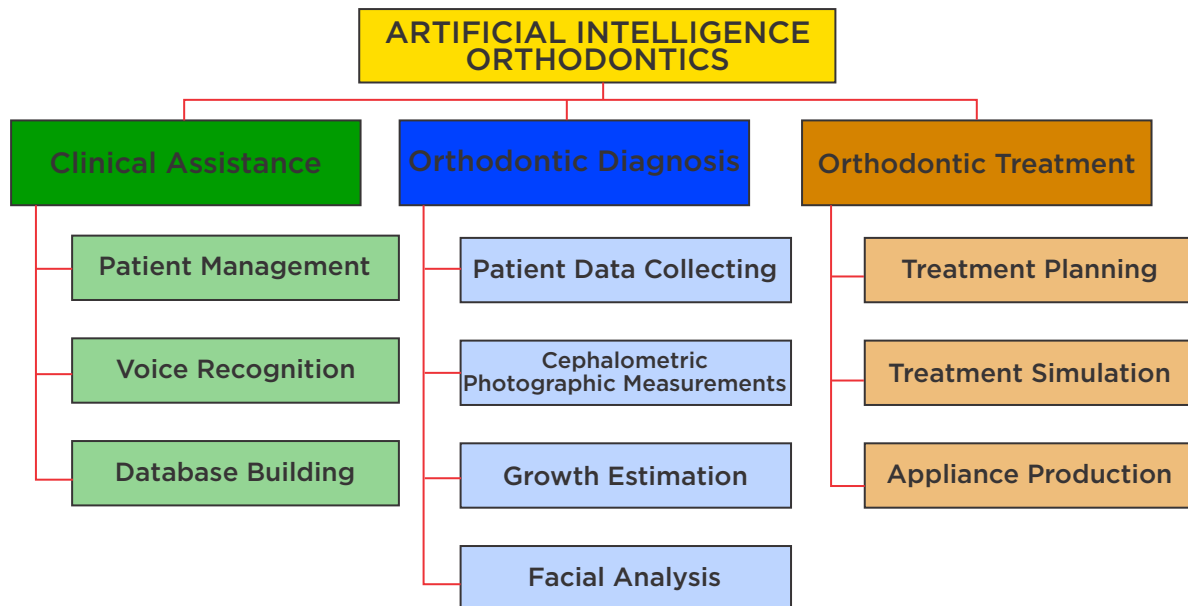 ARTIFICIAL INTELLIGENCE
ORTHODONTICS
Clinical Assistance
Patient Management
Voice Recognition
Database Building
Orthodontic Diagnosis
Patient Data Collecting
Cephalometric
Photographic Measurements
Growth Estimation
Facial Analysis
Orthodontic Treatment
Treatment Planning
Treatment Simulation
Appliance Production